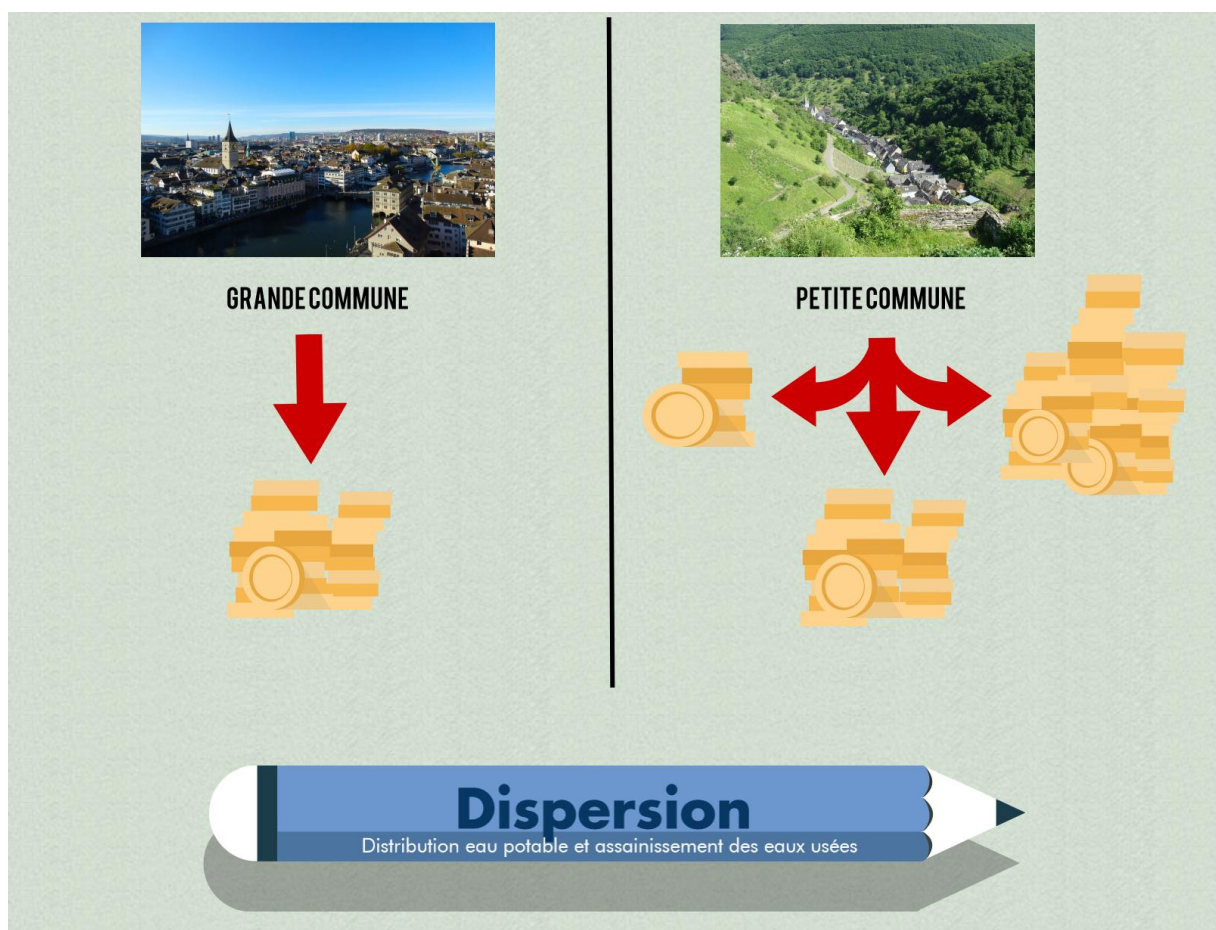 GRANDE COMMUNE
PETITE COMMUNE
Dispersion
Distribution eau potable et assainissement des eaux usées